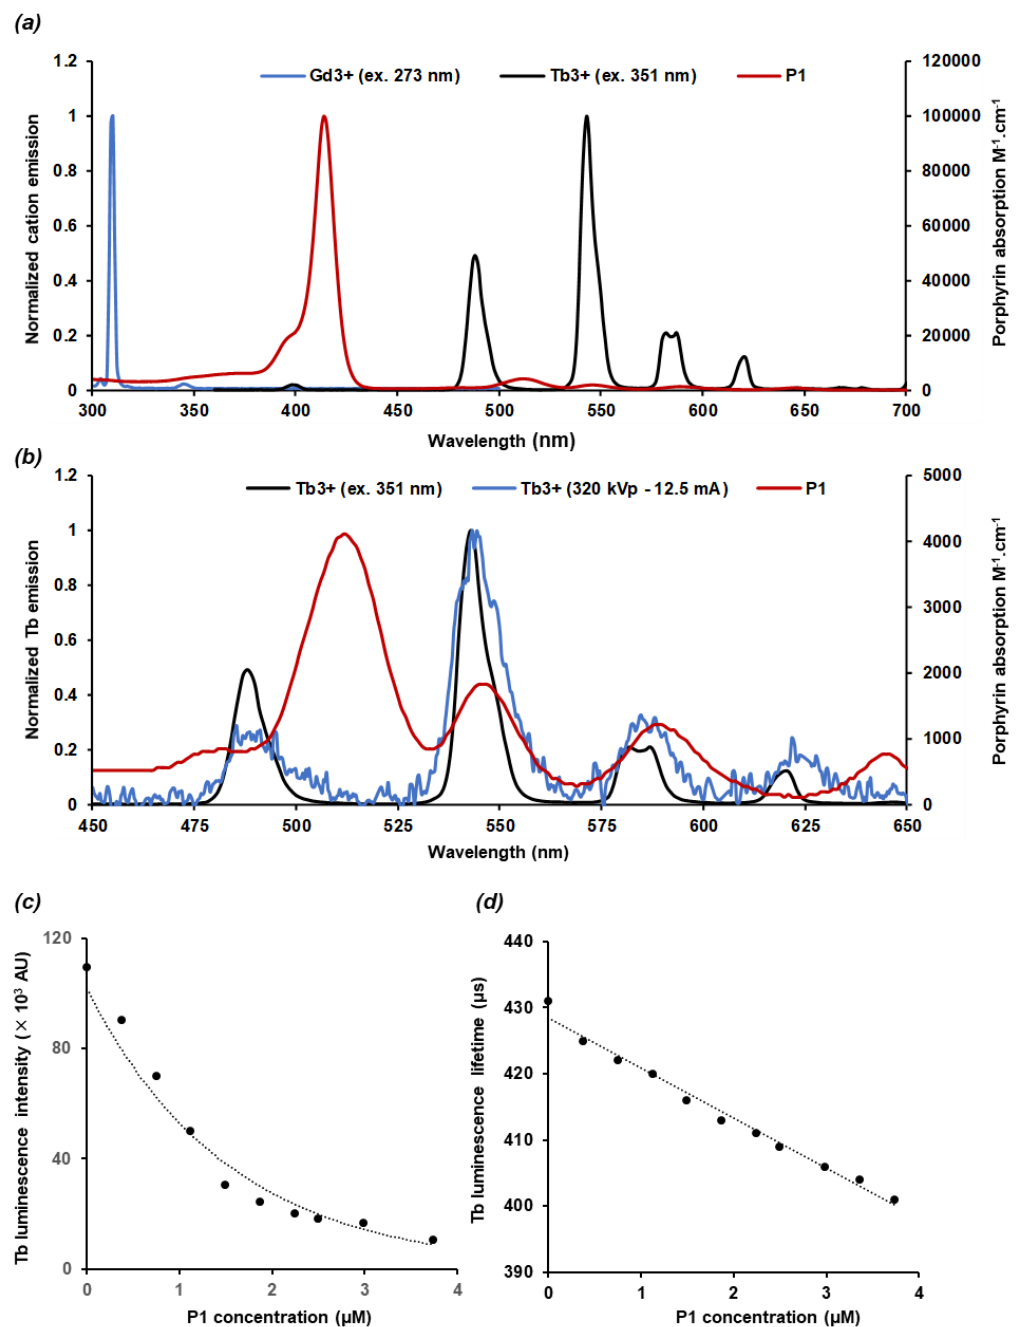 (a)
1.2
1
0.8
0.6
0.4
0.2
0
Normalized cation emission
Gd3+ (ex. 273 nm)
Tb3+ (ex. 351 nm)
P1
120000
100000
80000
60000
40000
20000
0
Porphyrin absorption M⁻¹.cm⁻¹
300 350 400 450 500 550 600 650 700
Wavelength (nm)
(b)
1.2
1
0.8
0.6
0.4
0.2
0
Normalized Tb emission
Tb3+ (ex. 351 nm)
Tb3+ (320 kVp - 12.5 mA)
P1
5000
4000
3000
2000
1000
0
Porphyrin absorption M⁻¹.cm⁻¹
450 475 500 525 550 575 600 625 650
Wavelength (nm)
(c)
120
80
40
0
Tb luminescence intensity (× 10³ AU)
0 1 2 3 4
P1 concentration (µM)
(d)
440
430
420
410
400
390
Tb luminescence lifetime (µs)
0 1 2 3 4
P1 concentration (µM)